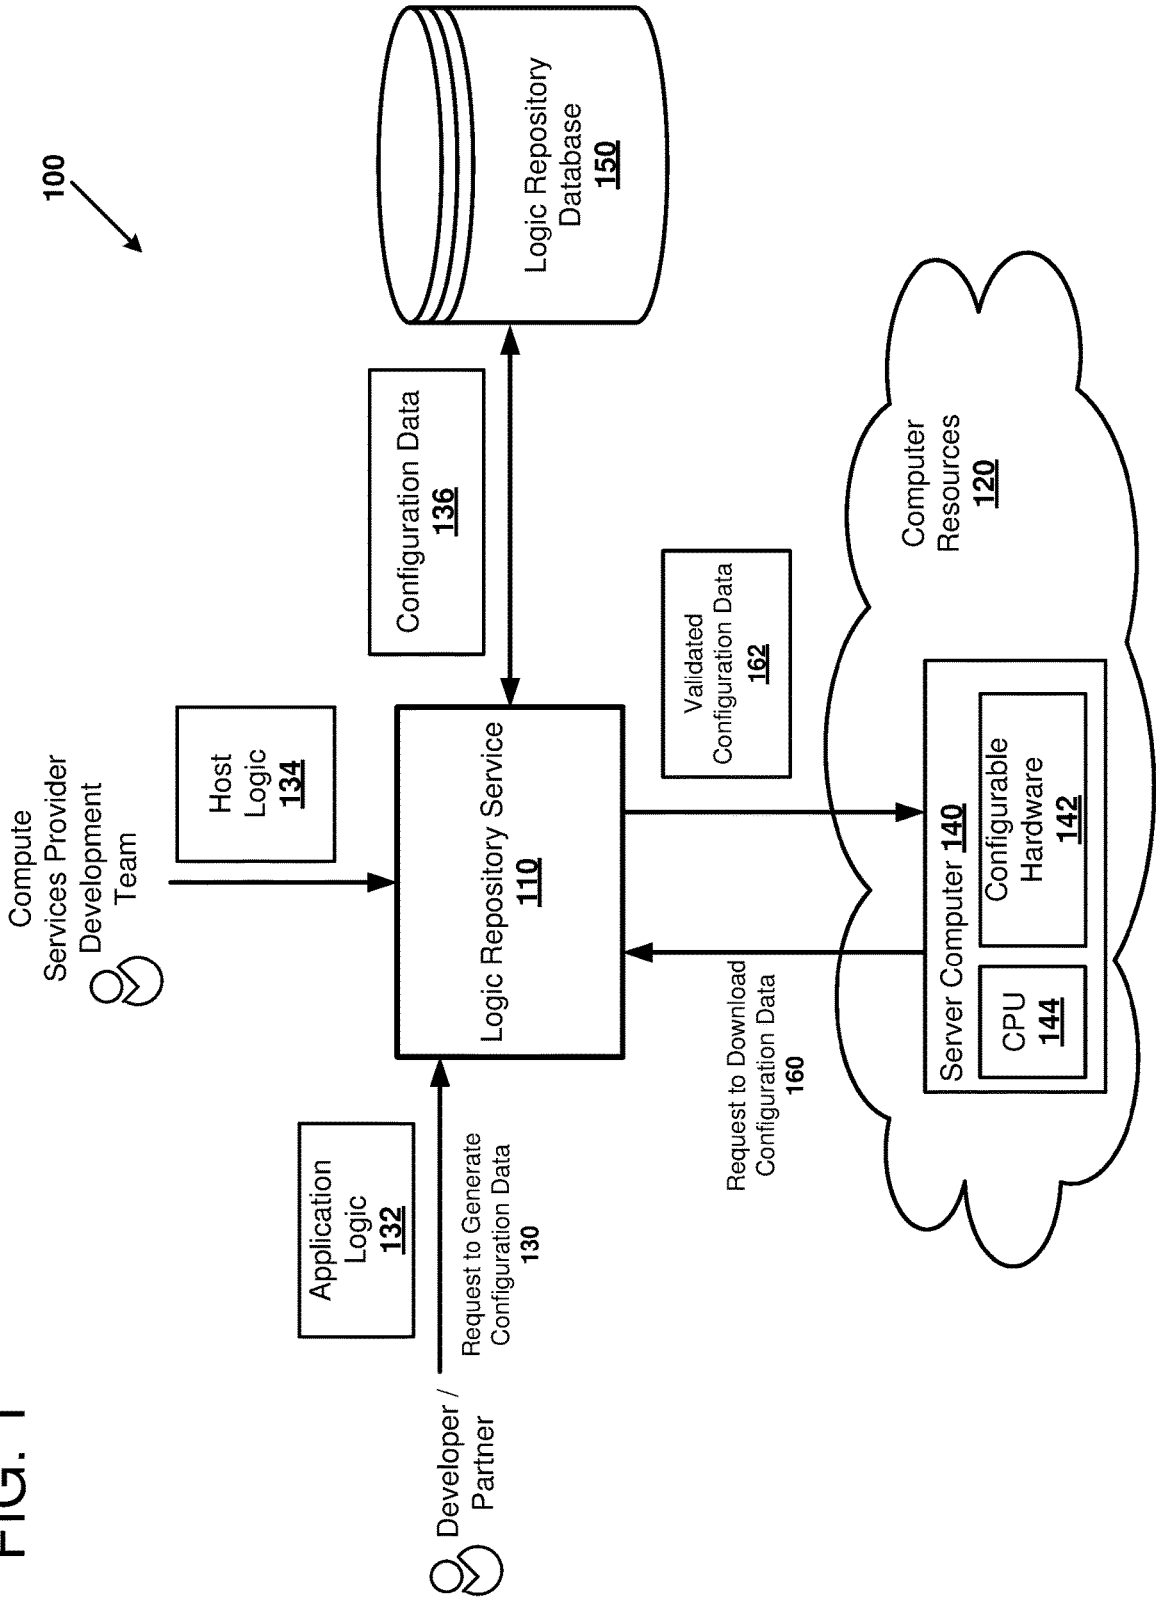 FIG. 1
100
Compute
Services Provider
Development
Team
Host
Logic
134
Application
Logic
132
Developer /
Partner
Request to Generate
Configuration Data
130
Logic Repository Service
110
Configuration Data
136
Logic Repository
Database
150
Request to Download
Configuration Data
160
Validated
Configuration Data
162
Computer
Resources
120
Server Computer 140
CPU
144
Configurable
Hardware
142